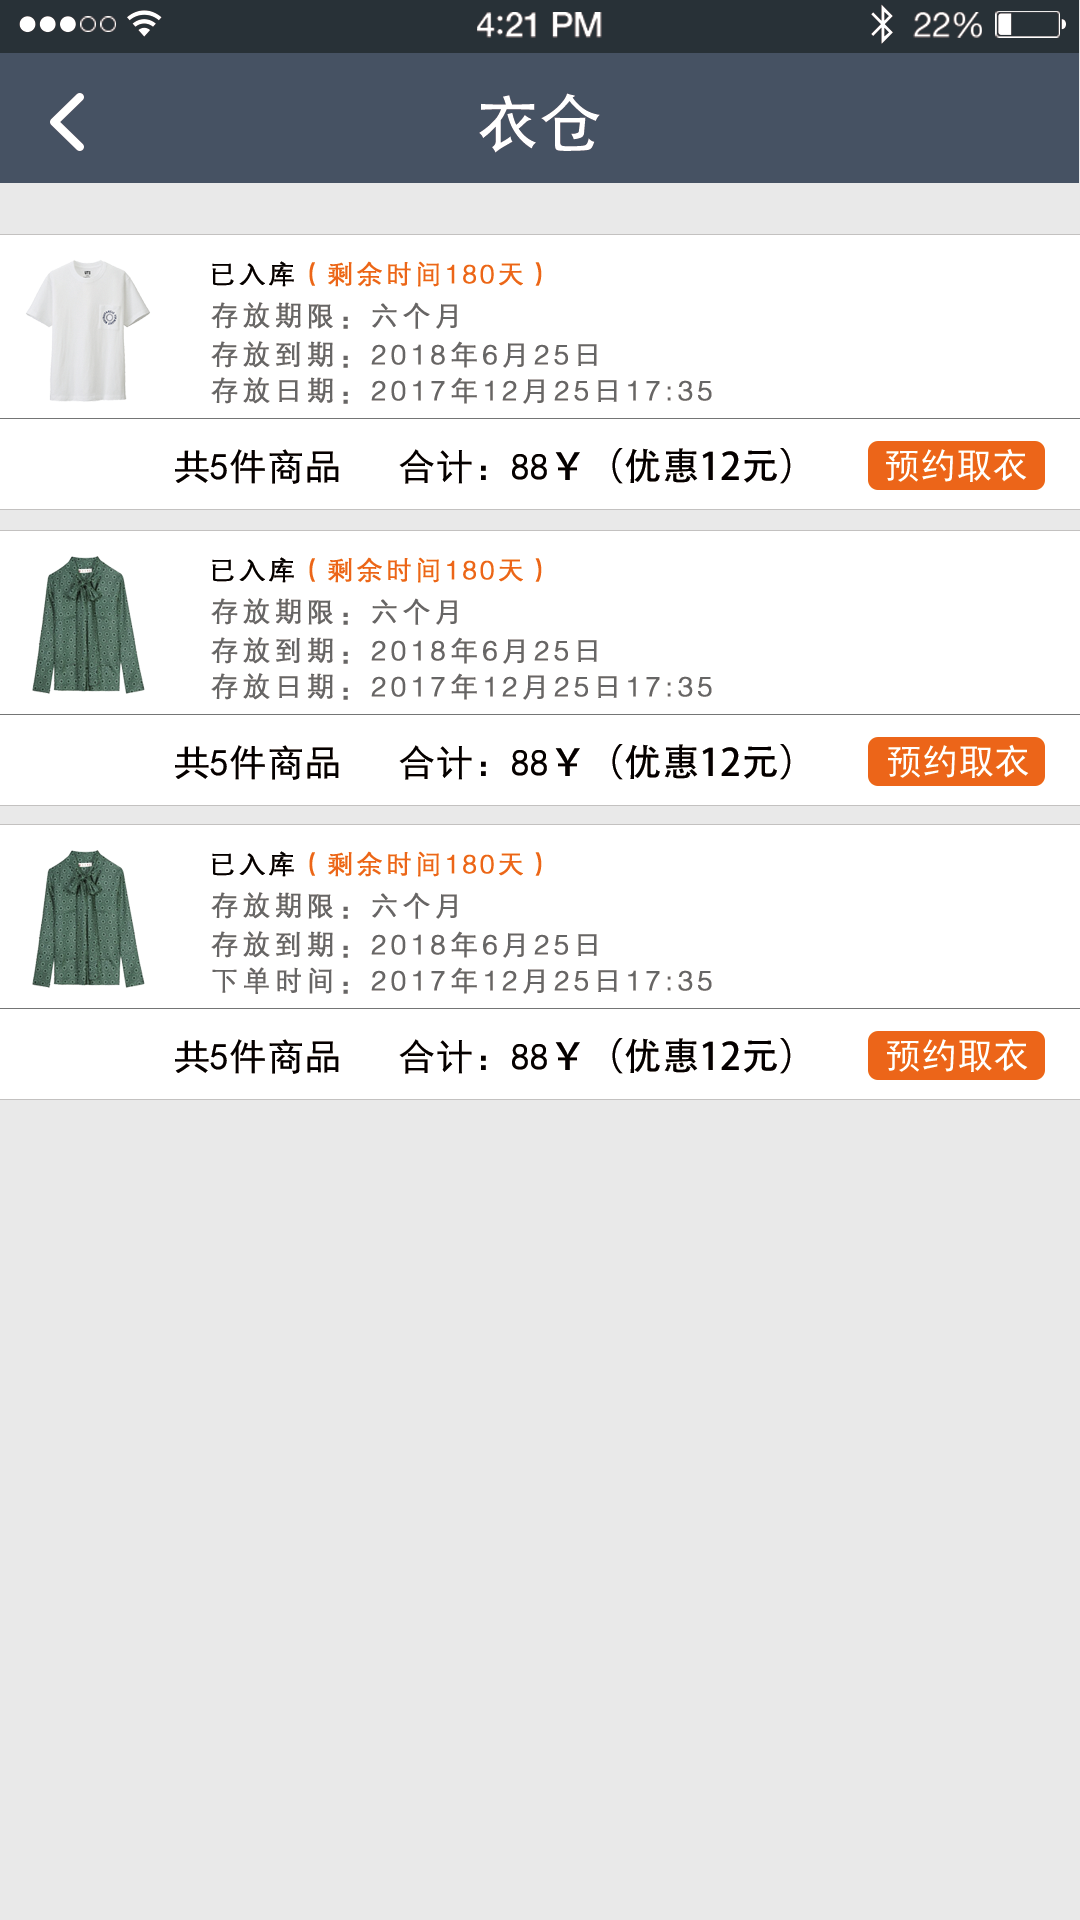 4:21 PM 22%
衣仓
已入库(剩余时间180天)
存放期限：六个月
存放到期：2018年6月25日
存放日期：2017年12月25日17:35
共5件商品 合计：88￥（优惠12元） 预约取衣
已入库(剩余时间180天)
存放期限：六个月
存放到期：2018年6月25日
存放日期：2017年12月25日17:35
共5件商品 合计：88￥（优惠12元） 预约取衣
已入库(剩余时间180天)
存放期限：六个月
存放到期：2018年6月25日
下单时间：2017年12月25日17:35
共5件商品 合计：88￥（优惠12元） 预约取衣